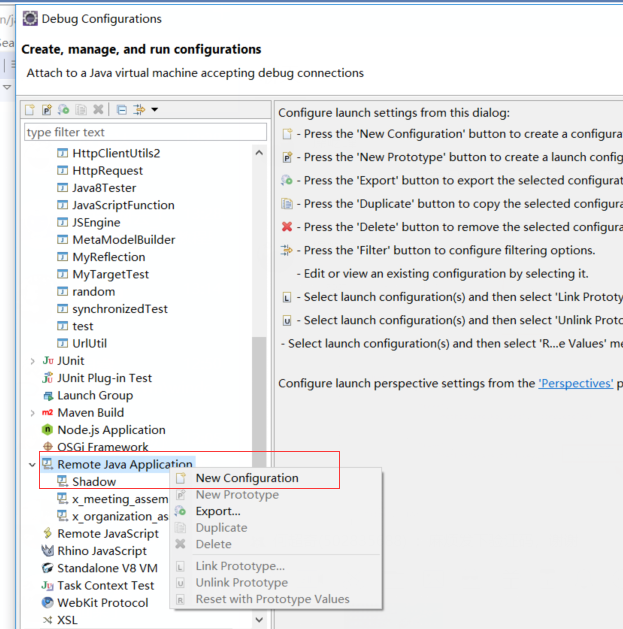 Debug Configurations
Create, manage, and run configurations
Attach to a Java virtual machine accepting debug connections
type filter text
HttpClientUtils2
HttpRequest
Java8Tester
JavaScriptFunction
JSEngine
MetaModelBuilder
MyReflection
MyTargetTest
random
synchronizedTest
test
UrlUtil
JUnit
JUnit Plug-in Test
Launch Group
Maven Build
Node.js Application
OSGi Framework
Remote Java Application
Shadow
x_meeting_assem
x_organization_as
Remote JavaScript
Rhino JavaScript
Standalone V8 VM
Task Context Test
WebKit Protocol
XSL
New Configuration
New Prototype
Export...
Duplicate
Delete
Link Prototype...
Unlink Prototype
Reset with Prototype Values
Configure launch settings from this dialog:
- Press the 'New Configuration' button to create a configura
- Press the 'New Prototype' button to create a launch config
- Press the 'Export' button to export the selected configurat
- Press the 'Duplicate' button to copy the selected configura
- Press the 'Delete' button to remove the selected configura
- Press the 'Filter' button to configure filtering options.
- Edit or view an existing configuration by selecting it.
- Select launch configuration(s) and then select 'Link Prototy
- Select launch configuration(s) and then select 'Unlink Proto
- Select launch configuration(s) and then select 'R...e Values' me
Configure launch perspective settings from the 'Perspectives' p